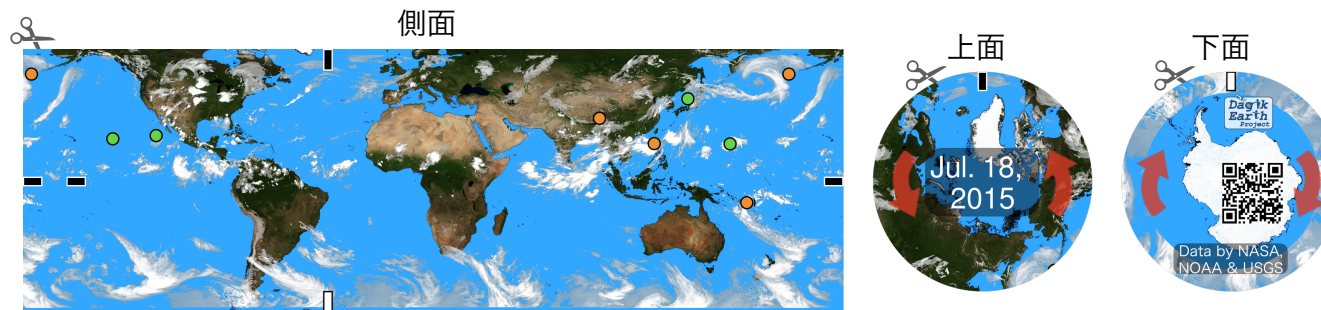 側面
上面
下面
Jul. 18,
2015
Dagik
Earth
Project
Data by NASA,
NOAA & USGS